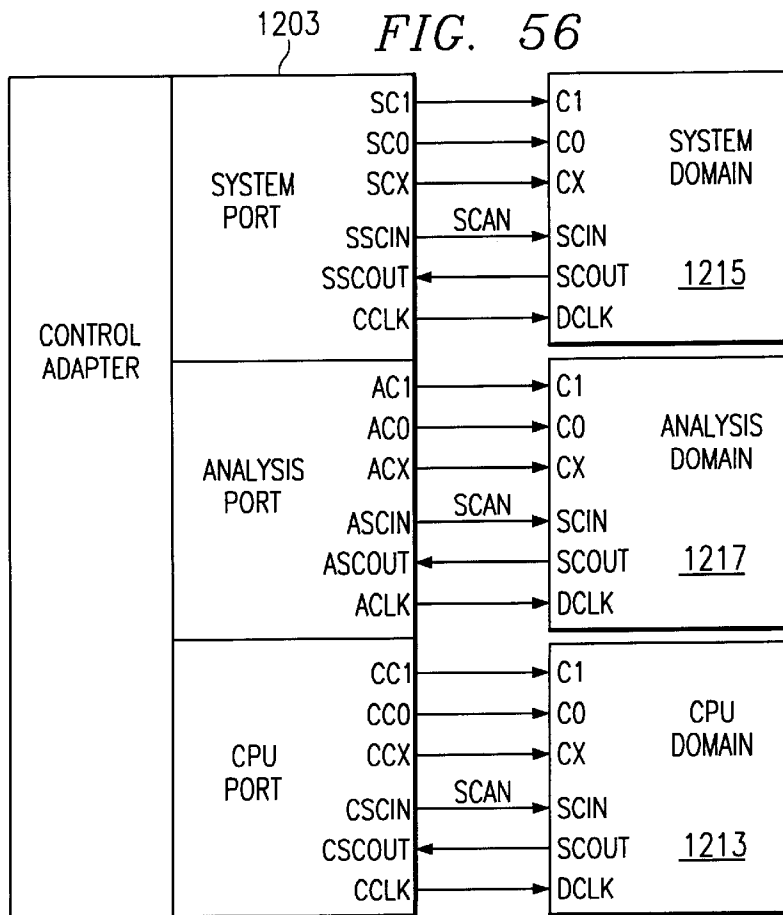 1203
FIG. 56
CONTROL
ADAPTER
SYSTEM
PORT
SC1
SC0
SCX
SSCIN
SSCOUT
CCLK
SCAN
C1
C0
CX
SCIN
SCOUT
DCLK
SYSTEM
DOMAIN
1215
ANALYSIS
PORT
AC1
AC0
ACX
ASCIN
ASCOUT
ACLK
SCAN
C1
C0
CX
SCIN
SCOUT
DCLK
ANALYSIS
DOMAIN
1217
CPU
PORT
CC1
CC0
CCX
CSCIN
CSCOUT
CCLK
SCAN
C1
C0
CX
SCIN
SCOUT
DCLK
CPU
DOMAIN
1213